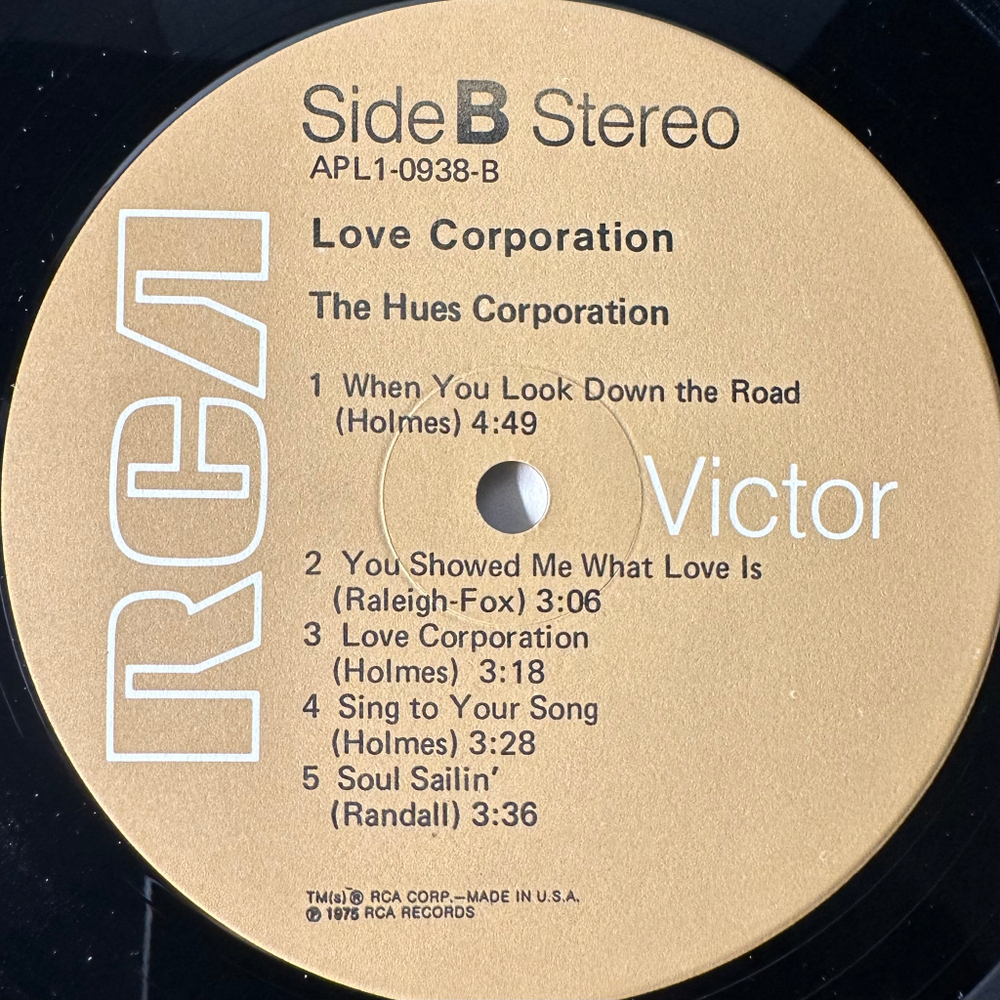 Side B Stereo
APL1-0938-B
Love Corporation
The Hues Corporation
1 When You Look Down the Road
(Holmes) 4:49
RCA
Victor
2 You Showed Me What Love Is
(Raleigh-Fox) 3:06
3 Love Corporation
(Holmes) 3:18
4 Sing to Your Song
(Holmes) 3:28
5 Soul Sailin'
(Randall) 3:36
TM(s) ® RCA CORP.—MADE IN U.S.A.
℗ 1975 RCA RECORDS